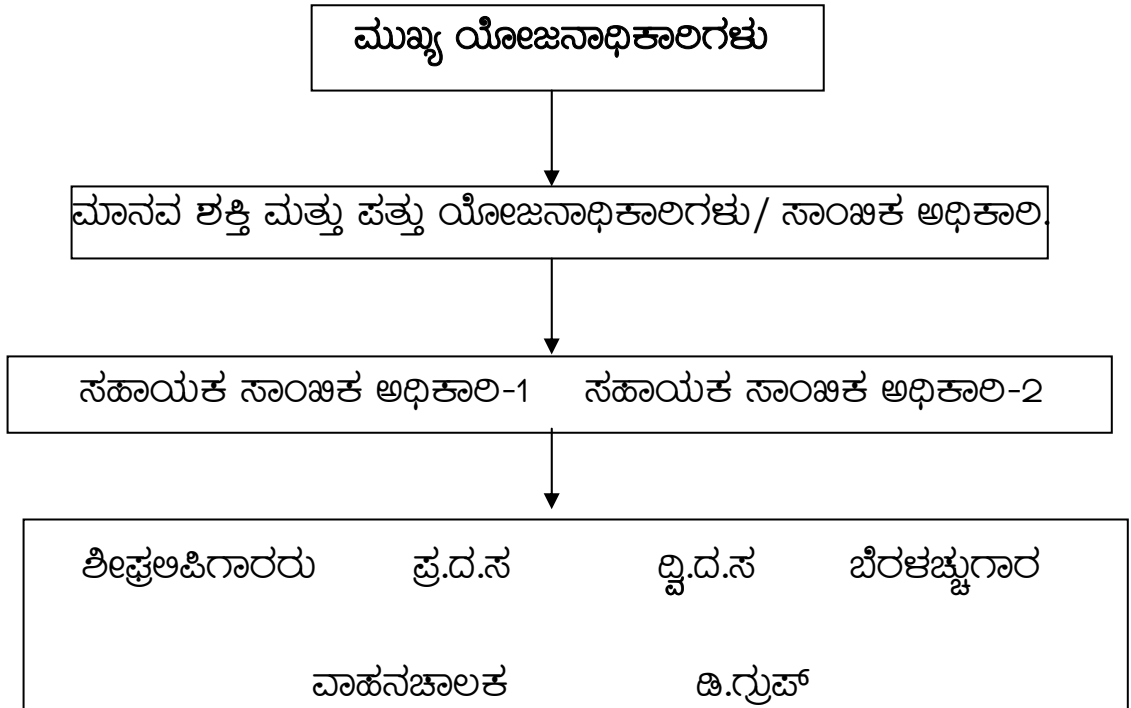 ಮುಖ್ಯ ಯೋಜನಾಧಿಕಾರಿಗಳು
ಮಾನವ ಶಕ್ತಿ ಮತ್ತು ಪತ್ತು ಯೋಜನಾಧಿಕಾರಿಗಳು/ ಸಾಂಖಿಕ ಅಧಿಕಾರಿ.
ಸಹಾಯಕ ಸಾಂಖಿಕ ಅಧಿಕಾರಿ-1 ಸಹಾಯಕ ಸಾಂಖಿಕ ಅಧಿಕಾರಿ-2
ಶೀಘ್ರಲಿಪಿಗಾರರು ಪ್ರ.ದ.ಸ ದ್ವಿ.ದ.ಸ ಬೆರಳಚ್ಚುಗಾರ
ವಾಹನಚಾಲಕ ಡಿ.ಗ್ರುಪ್